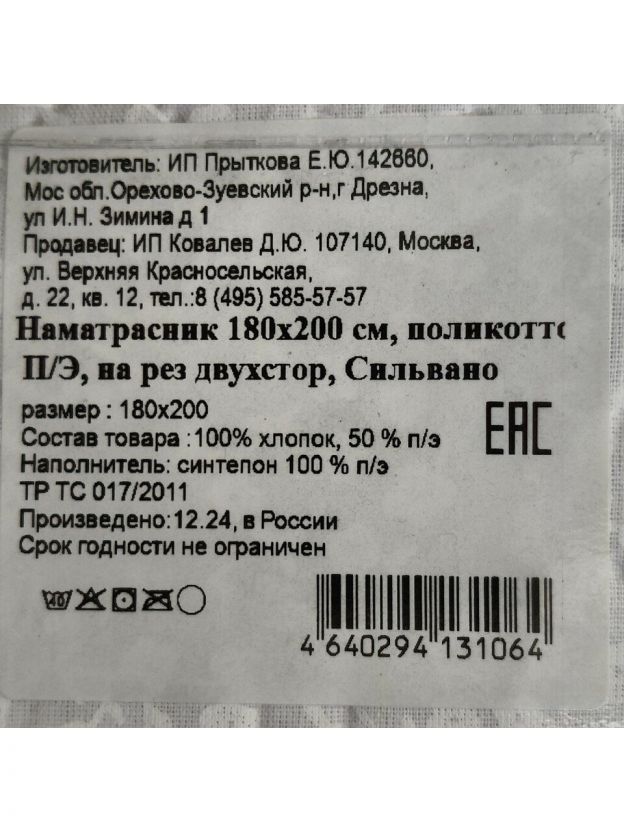 Изготовитель: ИП Прыткова Е.Ю.142660,
Мос обл.Орехово-Зуевский р-н,г Дрезна,
ул И.Н. Зимина д 1
Продавец: ИП Ковалев Д.Ю. 107140, Москва,
ул. Верхняя Красносельская,
д. 22, кв. 12, тел.:8 (495) 585-57-57
Наматрасник 180х200 см, поликотто
П/Э, на рез двухстор, Сильвано
размер : 180х200
Состав товара :100% хлопок, 50 % п/э
Наполнитель: синтепон 100 % п/э
ТР ТС 017/2011
Произведено:12.24, в России
Срок годности не ограничен
ЕАС
40
4 640294 131064